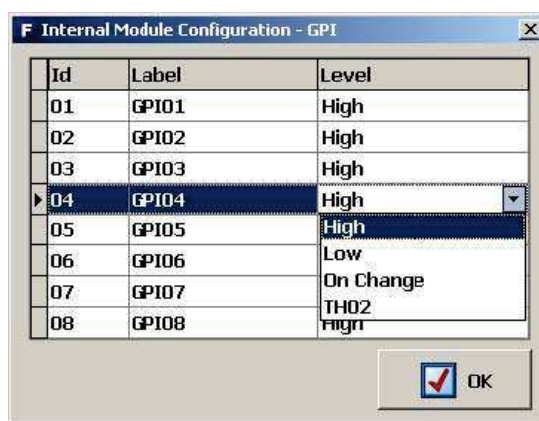 F Internal Module Configuration - GPI
Id Label Level
01 GPI01 High
02 GPI02 High
03 GPI03 High
04 GPI04 High
05 GPI05 High
06 GPI06 Low
07 GPI07 On Change
TH02
08 GPI08 High
OK